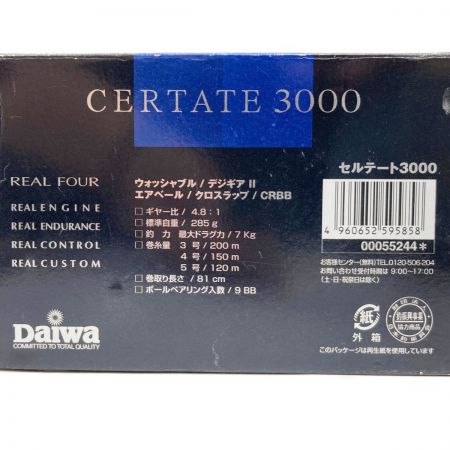 CERTATE 3000
REAL FOUR
REAL ENGINE
REAL ENDURANCE
REAL CONTROL
REAL CUSTOM
ウォッシャブル / デジギア II
エアベール / クロスラップ / CRBB
□ギヤー比 / 4.8:1
□標準自重 / 285 g
□釣 力 最大ドラグ力 / 7 Kg
□巻糸量 3 号 / 200 m
4 号 / 150 m
5 号 / 120 m
□巻取り長さ / 81 cm
□ボールベアリング入数 / 9 BB
セルテート3000
4 960652 595858
00055244*
お客様センター(無料)TEL0120-506-204
お問い合わせ受付時間は 9:00~17:00
(土・日・祝祭日は除く)
Daiwa
COMMITTED TO TOTAL QUALITY
紙
外 箱
協力商品
このパッケージは再生紙を使用しています